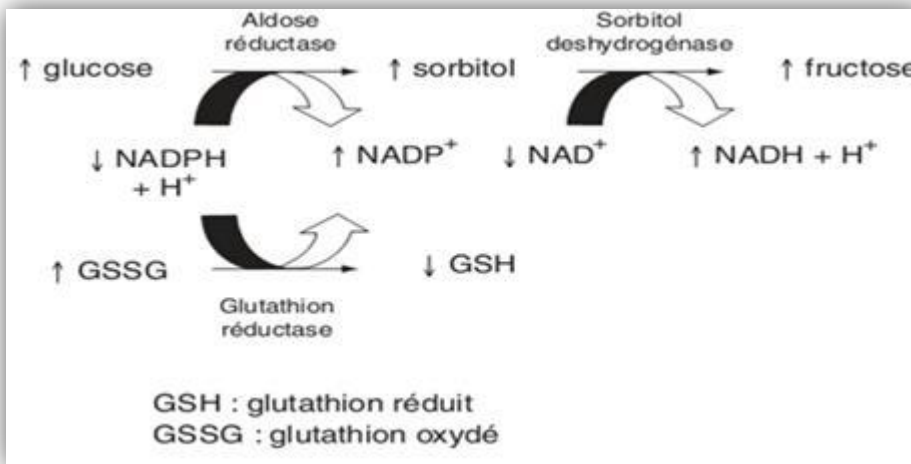 Aldose
réductase
Sorbitol
deshydrogénase
↑ glucose
↑ sorbitol
↑ fructose
↓ NADPH
+ H⁺
↑ NADP⁺
↓ NAD⁺
↑ NADH + H⁺
↑ GSSG
↓ GSH
Glutathion
réductase
GSH : glutathion réduit
GSSG : glutathion oxydé